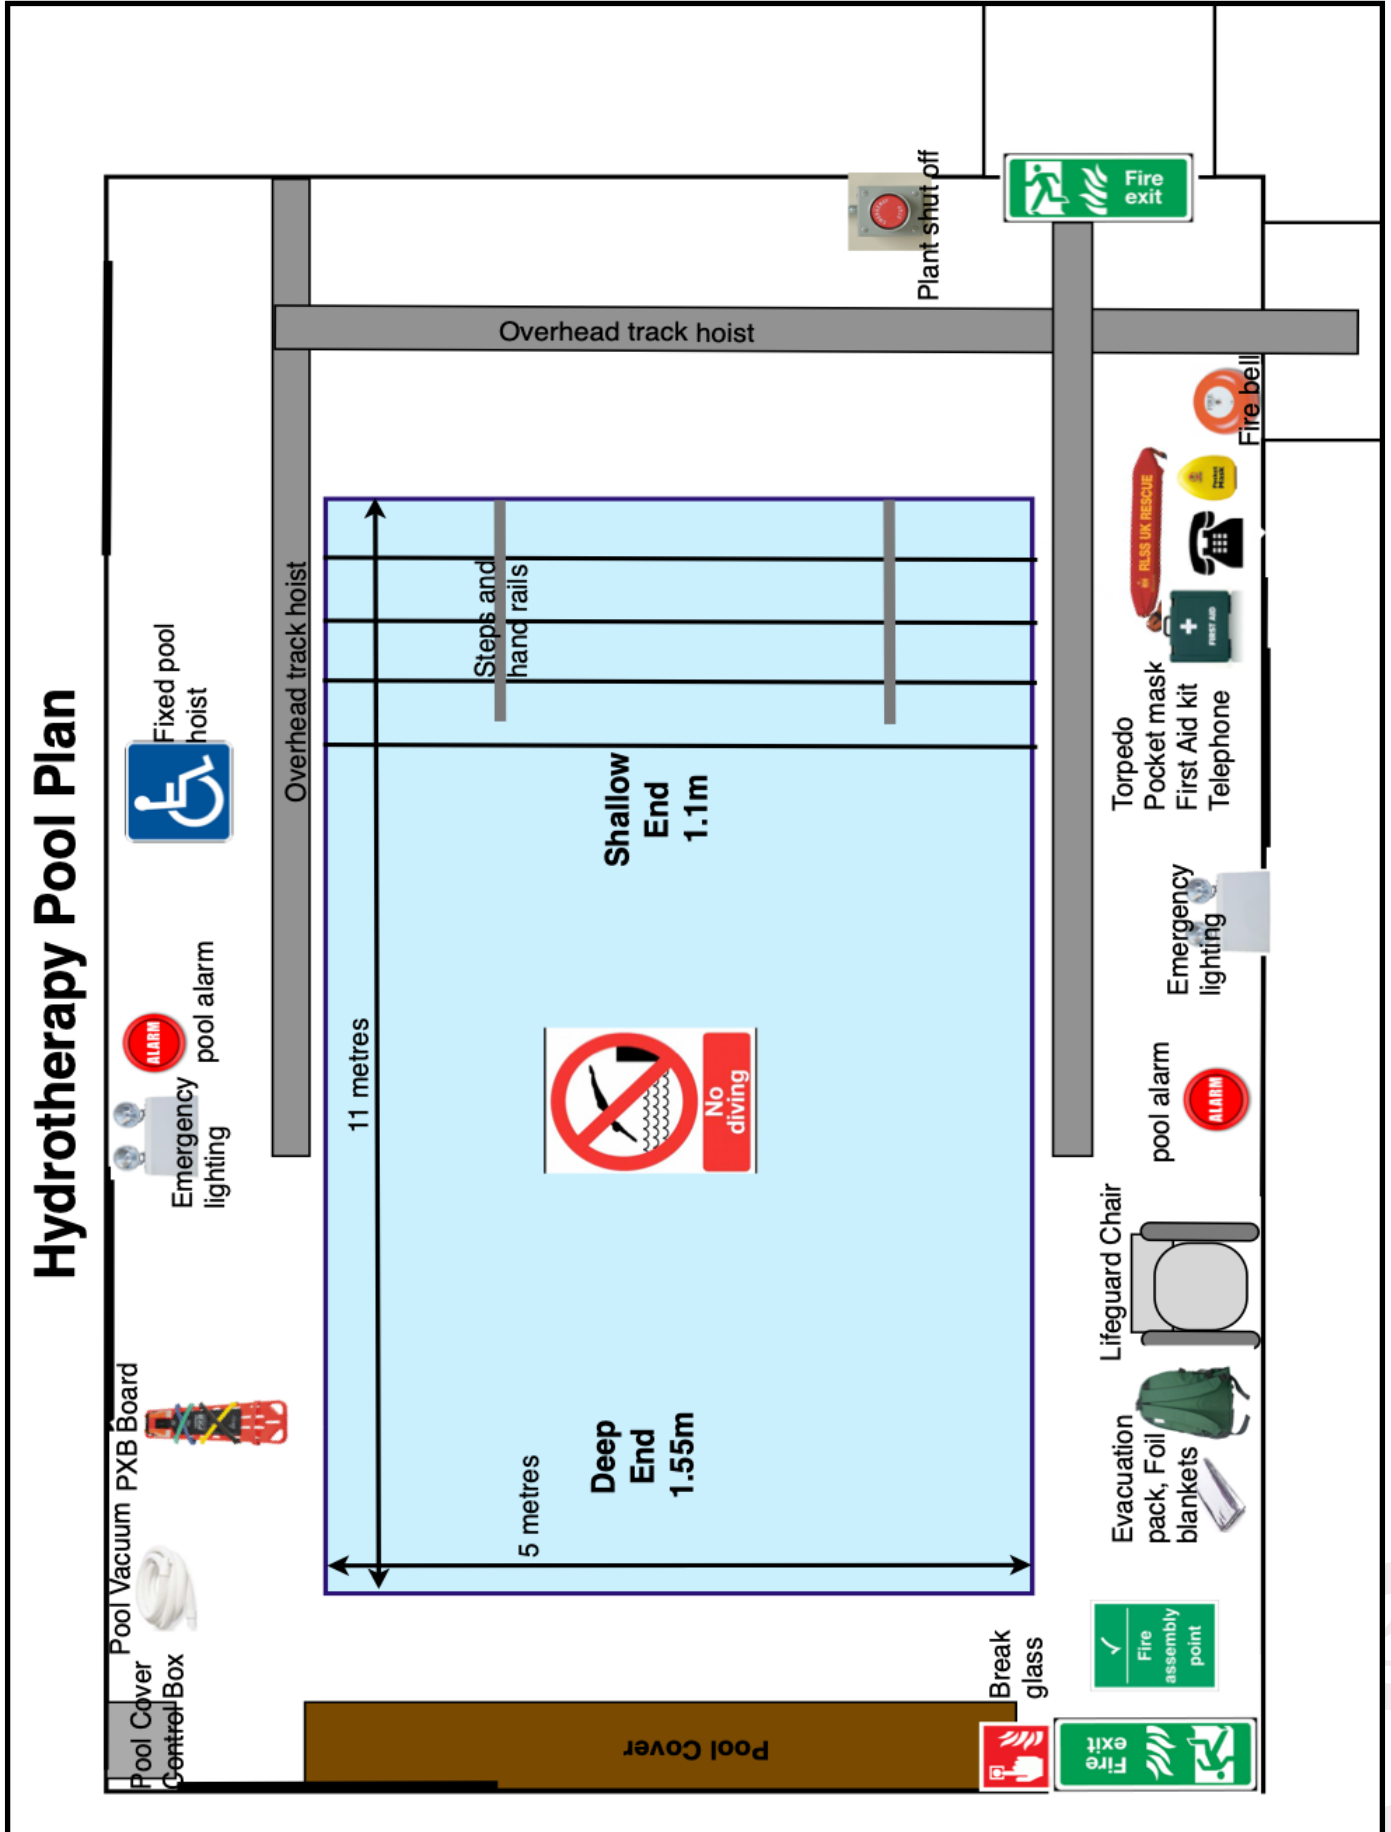 Hydrotherapy Pool Plan
Pool Cover
Control Box
Pool Vacuum
PXB Board
Emergency
lighting
ALARM
pool alarm
Fixed pool
hoist
Overhead track hoist
11 metres
5 metres
Steps and
hand rails
Overhead track hoist
Pool Cover
Deep
End
1.55m
No
diving
Shallow
End
1.1m
Plant shut off
Break
glass
Fire
exit
Fire
assembly
point
Evacuation
pack, Foil
blankets
Lifeguard Chair
pool alarm
ALARM
Emergency
lighting
Torpedo
Pocket mask
First Aid kit
Telephone
RLSS UK RESCUE
FIRST AID
Pocket
Mask
Fire bell
Fire
exit